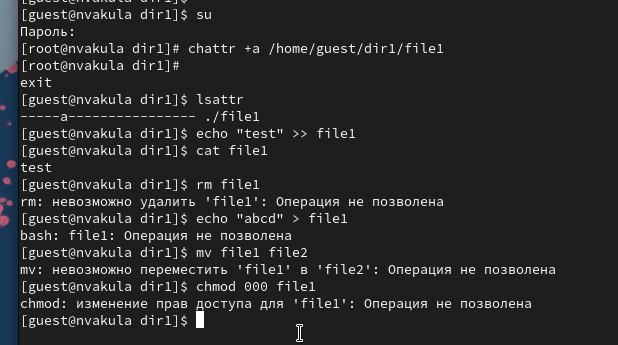 [guest@nvakula dir1]$ su
Пароль:
[root@nvakula dir1]# chattr +a /home/guest/dir1/file1
[root@nvakula dir1]#
exit
[guest@nvakula dir1]$ lsattr
-----a---------------- ./file1
[guest@nvakula dir1]$ echo "test" >> file1
[guest@nvakula dir1]$ cat file1
test
[guest@nvakula dir1]$ rm file1
rm: невозможно удалить 'file1': Операция не позволена
[guest@nvakula dir1]$ echo "abcd" > file1
bash: file1: Операция не позволена
[guest@nvakula dir1]$ mv file1 file2
mv: невозможно переместить 'file1' в 'file2': Операция не позволена
[guest@nvakula dir1]$ chmod 000 file1
chmod: изменение прав доступа для 'file1': Операция не позволена
[guest@nvakula dir1]$